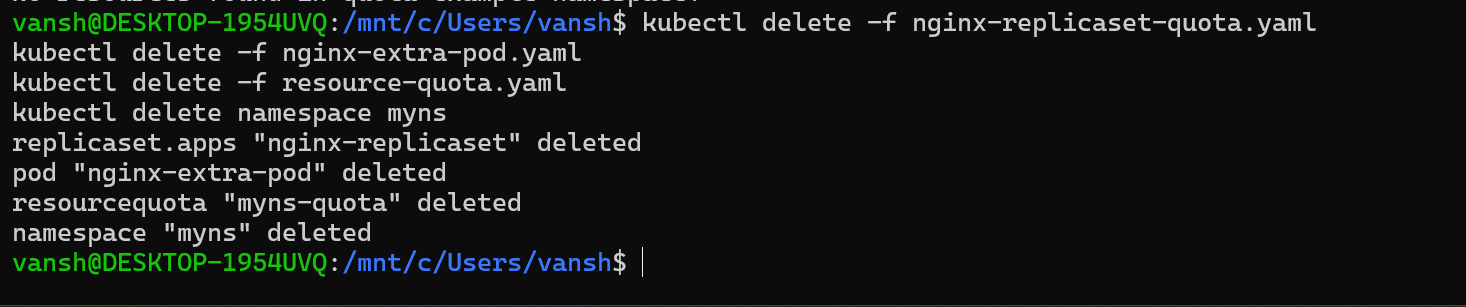 vansh@DESKTOP-1954UVQ:/mnt/c/Users/vansh$ kubectl delete -f nginx-replicaset-quota.yaml
kubectl delete -f nginx-extra-pod.yaml
kubectl delete -f resource-quota.yaml
kubectl delete namespace myns
replicaset.apps "nginx-replicaset" deleted
pod "nginx-extra-pod" deleted
resourcequota "myns-quota" deleted
namespace "myns" deleted
vansh@DESKTOP-1954UVQ:/mnt/c/Users/vansh$